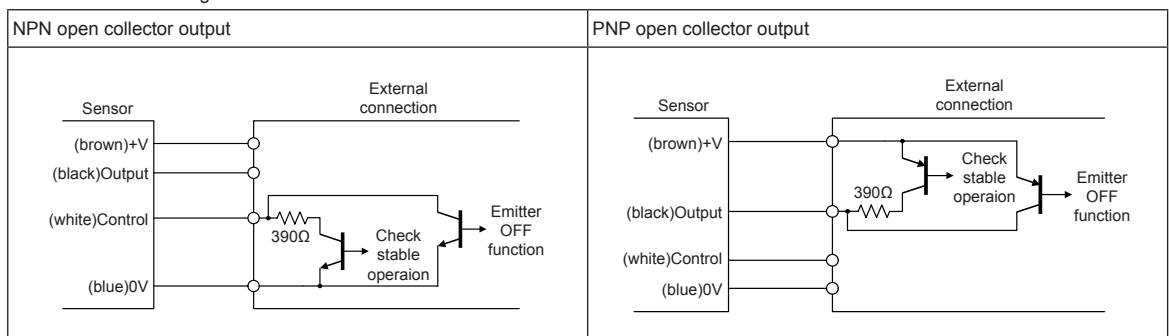 NPN open collector output
PNP open collector output
Sensor
External
connection
(brown)+V
(black)Output
(white)Control
(blue)0V
390Ω
Check
stable
operaion
Emitter
OFF
function
Sensor
External
connection
(brown)+V
(black)Output
(white)Control
(blue)0V
390Ω
Check
stable
operaion
Emitter
OFF
function